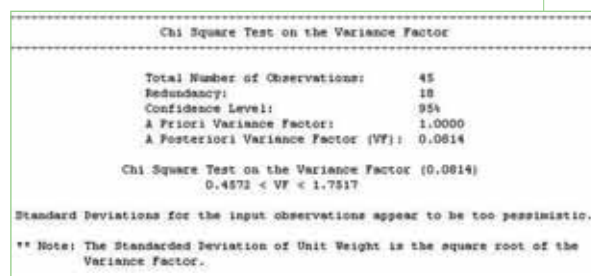 Chi Square Test on the Variance Factor
Total Number of Observations: 45
Redundancy: 18
Confidence Level: 95%
A Priori Variance Factor: 1.0000
A Posteriori Variance Factor (VF): 0.0814
Chi Square Test on the Variance Factor (0.0814)
0.4572 < VF < 1.7517
Standard Deviations for the input observations appear to be too pessimistic.
** Note: The Standarded Deviation of Unit Weight is the square root of the
Variance Factor.